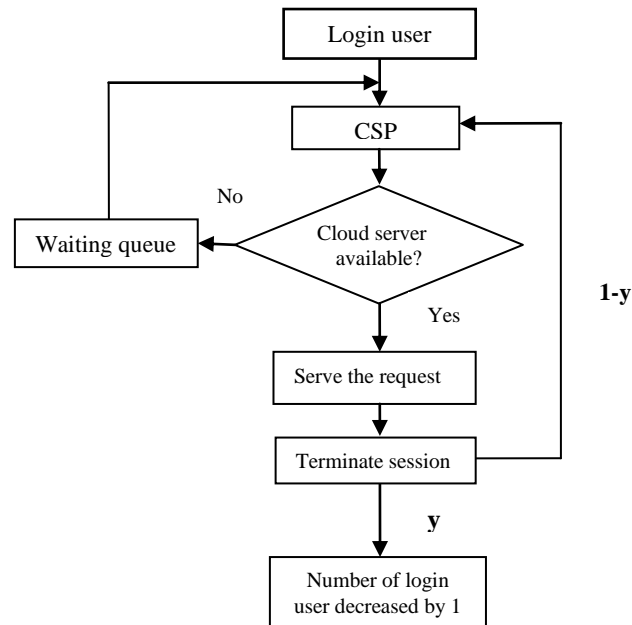 Login user
CSP
No
Cloud server
available?
Waiting queue
1-y
Yes
Serve the request
Terminate session
y
Number of login
user decreased by 1